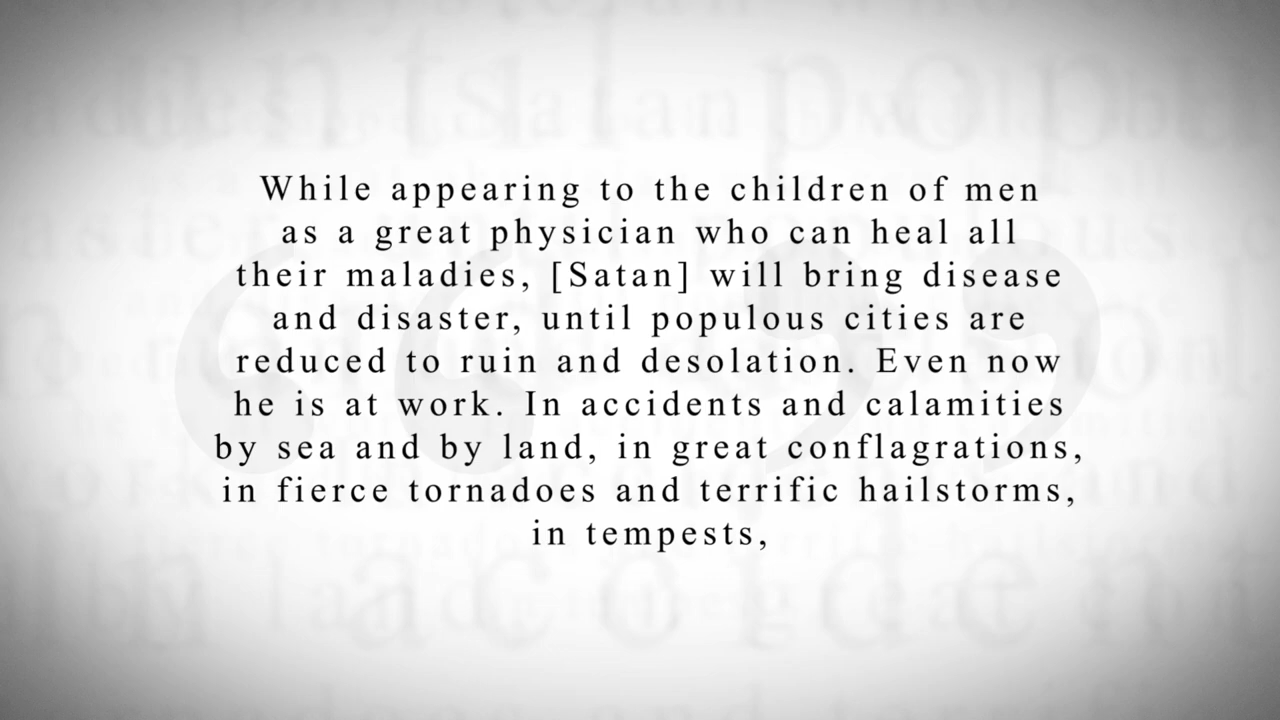 While appearing to the children of men
as a great physician who can heal all
their maladies, [Satan] will bring disease
and disaster, until populous cities are
reduced to ruin and desolation. Even now
he is at work. In accidents and calamities
by sea and by land, in great conflagrations,
in fierce tornadoes and terrific hailstorms,
in tempests,